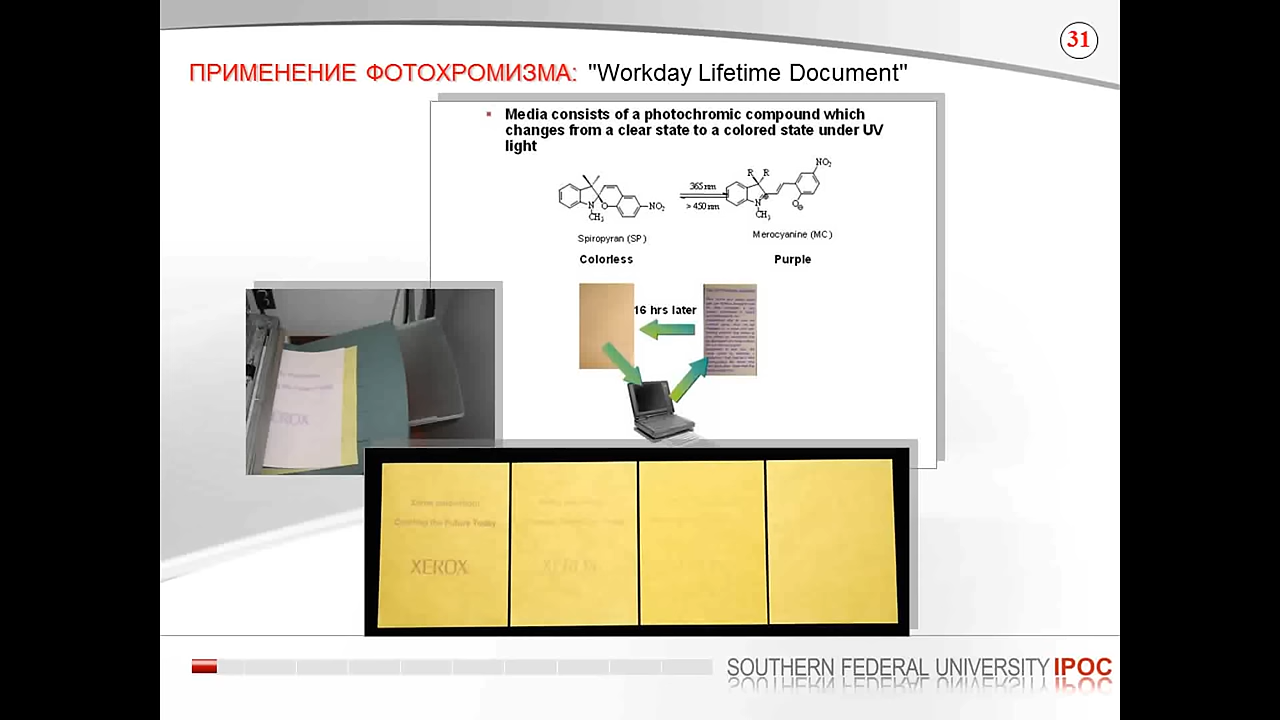 31
ПРИМЕНЕНИЕ ФОТОХРОМИЗМА: "Workday Lifetime Document"
Media consists of a photochromic compound which
changes from a clear state to a colored state under UV
light
NO2
R R
365 nm
> 450 nm
N
O
NO2
CH3
N
CH3
O
Spiropyran (SP)
Merocyanine (MC)
Colorless
Purple
16 hrs later
XEROX
Creating the Future Today
XEROX
XEROX
SOUTHERN FEDERAL UNIVERSITY IPOC